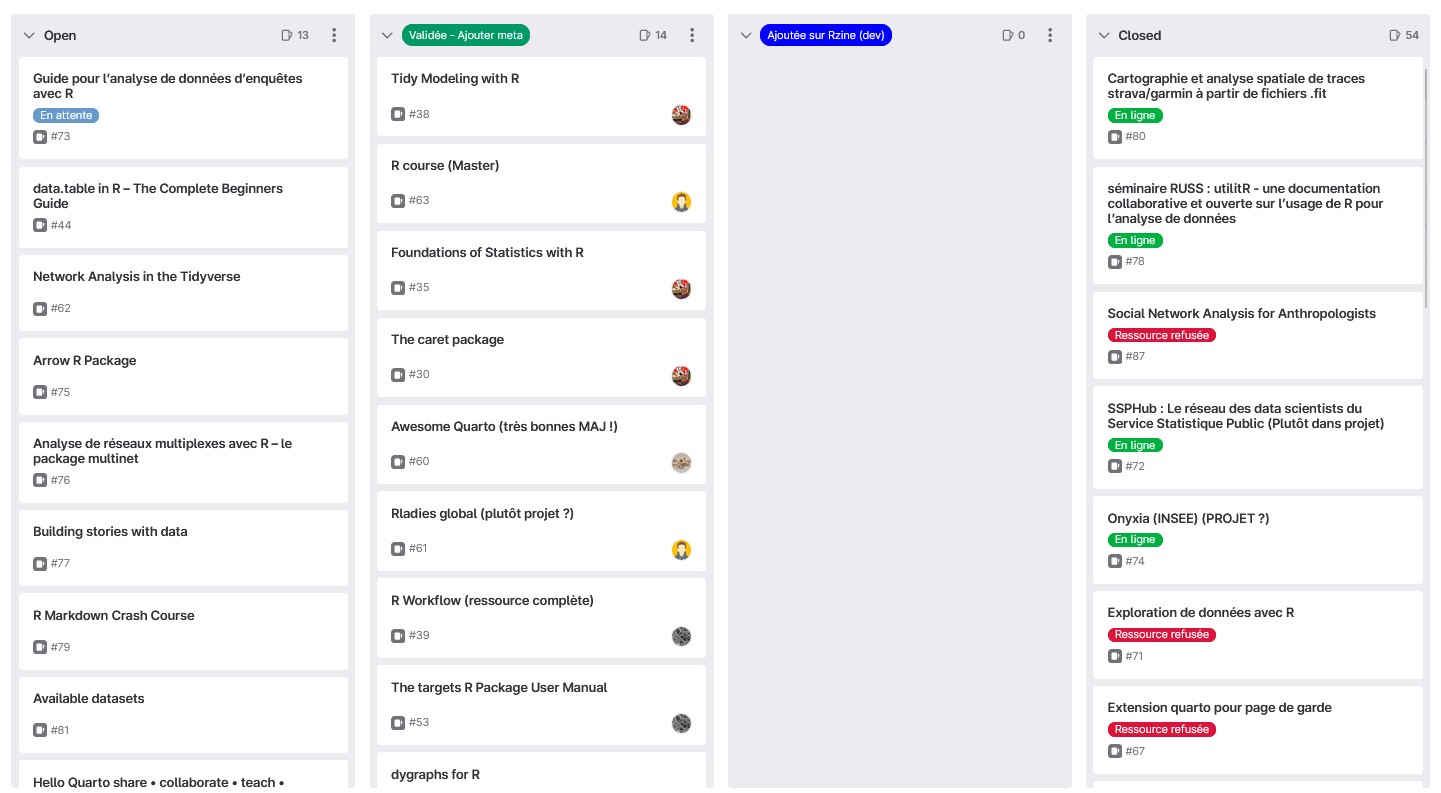 Open
13
Guide pour l'analyse de données d'enquêtes
avec R
En attente
#73
data.table in R – The Complete Beginners
Guide
#44
Network Analysis in the Tidyverse
#62
Arrow R Package
#75
Analyse de réseaux multiplexes avec R – le
package multinet
#76
Building stories with data
#77
R Markdown Crash Course
#79
Available datasets
#81
Hello Quarto share • collaborate • teach •
Validée - Ajouter meta
14
Tidy Modeling with R
#38
R course (Master)
#63
Foundations of Statistics with R
#35
The caret package
#30
Awesome Quarto (très bonnes MAJ !)
#60
Rladies global (plutôt projet ?)
#61
R Workflow (ressource complète)
#39
The targets R Package User Manual
#53
dygraphs for R
Ajoutée sur Rzine (dev)
0
Closed
54
Cartographie et analyse spatiale de traces
strava/garmin à partir de fichiers .fit
En ligne
#80
séminaire RUSS : utilitR - une documentation
collaborative et ouverte sur l'usage de R pour
l'analyse de données
En ligne
#78
Social Network Analysis for Anthropologists
Ressource refusée
#87
SSPHub : Le réseau des data scientists du
Service Statistique Public (Plutôt dans projet)
En ligne
#72
Onyxia (INSEE) (PROJET ?)
En ligne
#74
Exploration de données avec R
Ressource refusée
#71
Extension quarto pour page de garde
Ressource refusée
#67